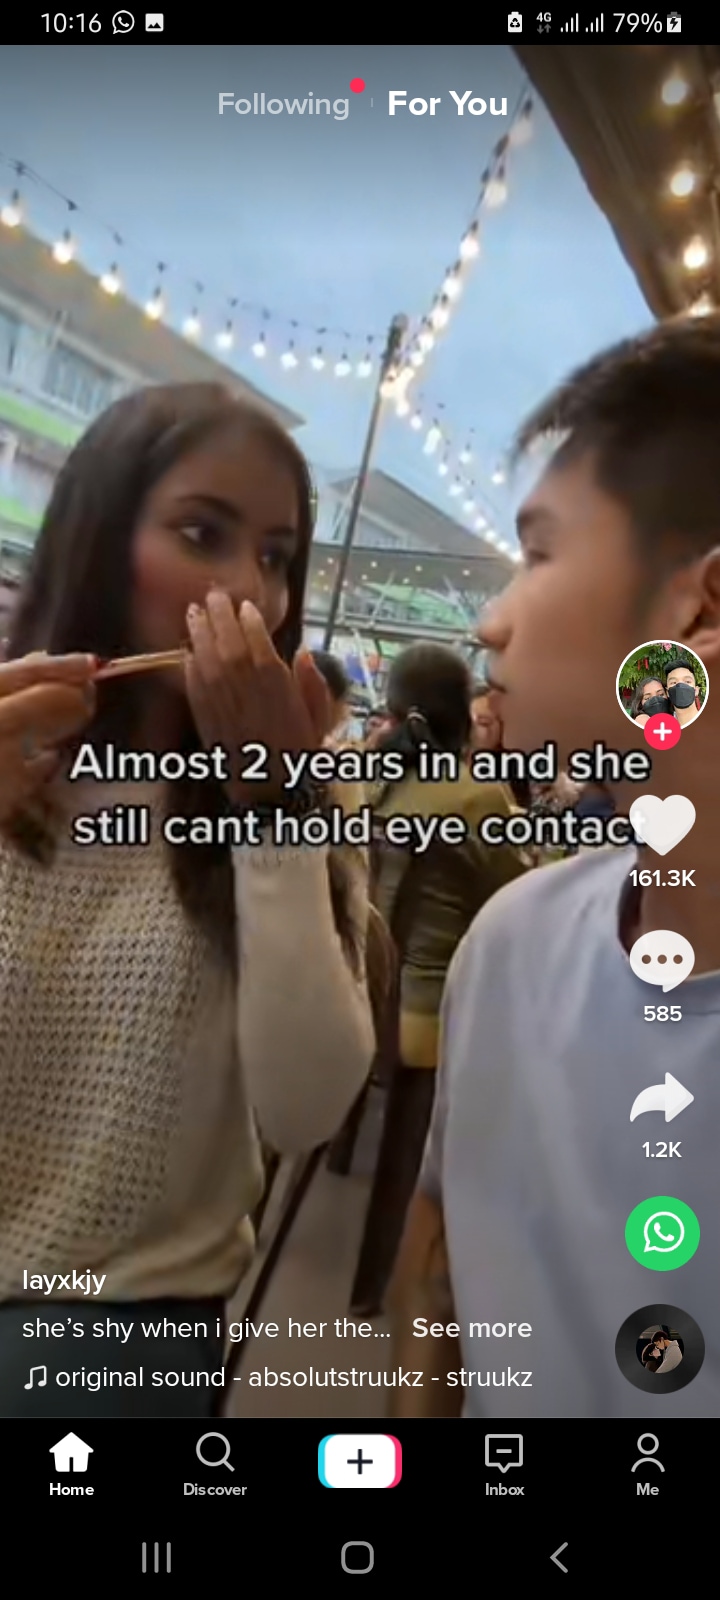 10:16
4G
79%
Following
For You
Almost 2 years in and she
still cant hold eye contact
161.3K
585
1.2K
layxkjy
she's shy when i give her the... See more
original sound - absolutstruukz - struukz
Home
Discover
Inbox
Me